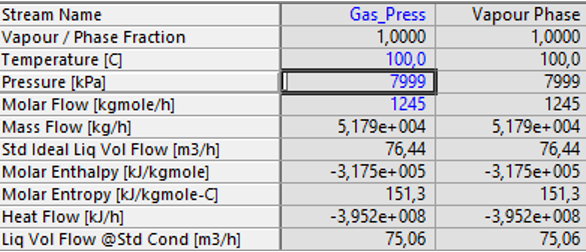 Stream Name Gas_Press Vapour Phase
Vapour / Phase Fraction 1,0000 1,0000
Temperature [C] 100,0 100,0
Pressure [kPa] 7999 7999
Molar Flow [kgmole/h] 1245 1245
Mass Flow [kg/h] 5,179e+004 5,179e+004
Std Ideal Liq Vol Flow [m3/h] 76,44 76,44
Molar Enthalpy [kJ/kgmole] -3,175e+005 -3,175e+005
Molar Entropy [kJ/kgmole-C] 151,3 151,3
Heat Flow [kJ/h] -3,952e+008 -3,952e+008
Liq Vol Flow @Std Cond [m3/h] 75,06 75,06